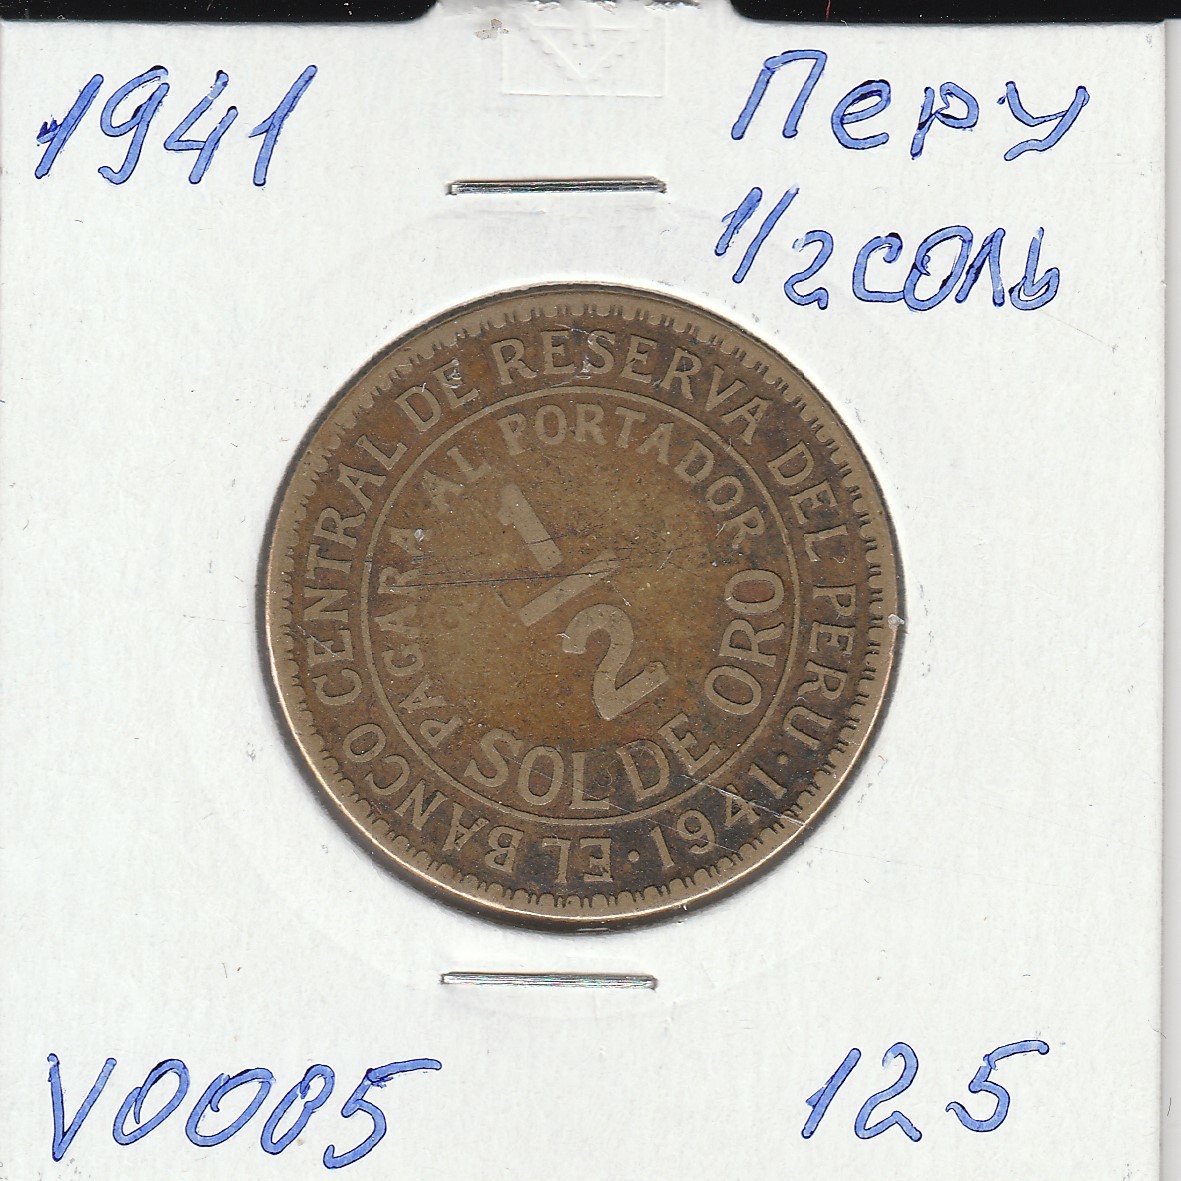 1941
Перу
1/2 соль
EL BANCO CENTRAL DE RESERVA DEL PERU · 1941 ·
PAGARA AL PORTADOR
1/2
SOL DE ORO
V0085
125